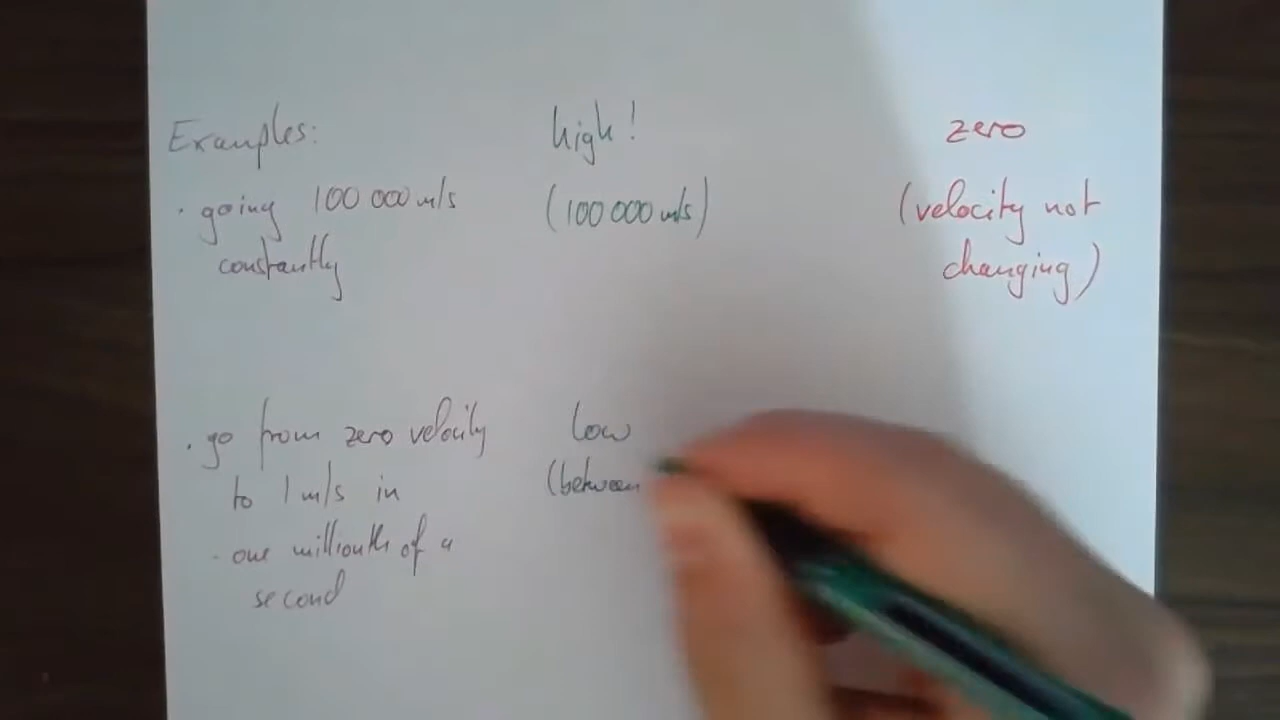 Examples: high! zero
· going 100 000 m/s (100 000 m/s) (velocity not
constantly changing)
· go from zero velocity low
to 1 m/s in (between
- one millionth of a
second